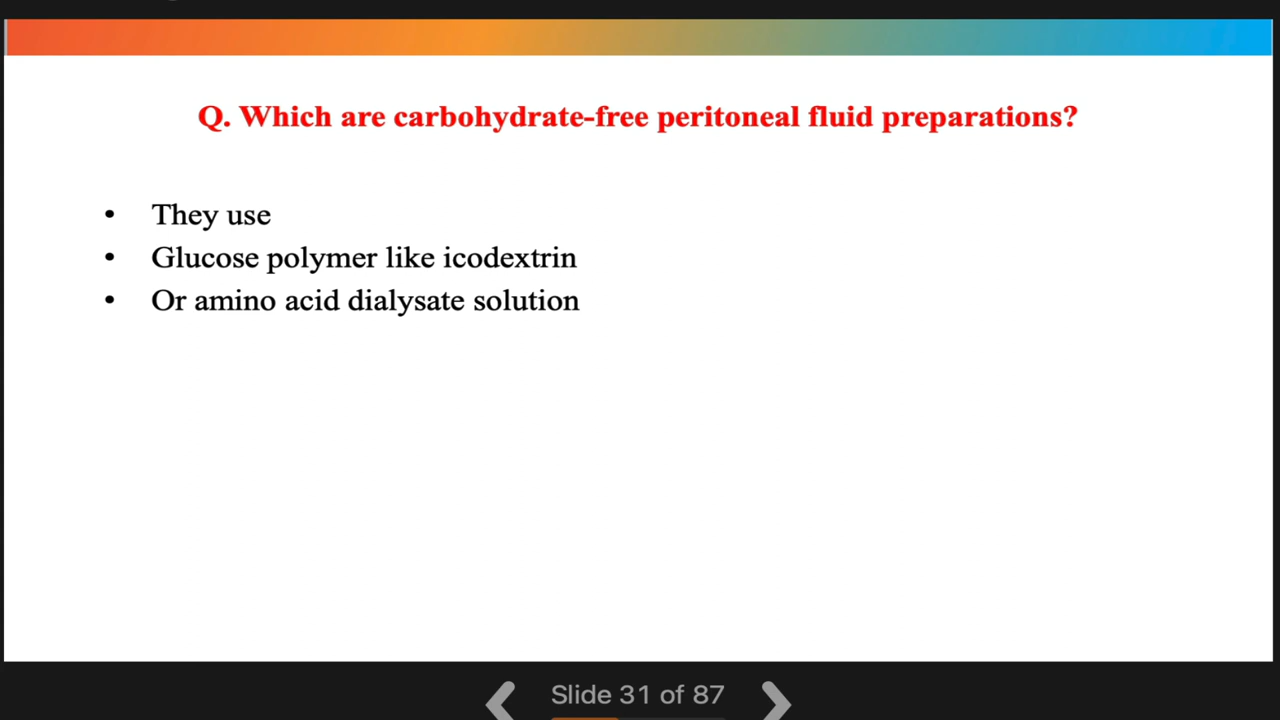 Q. Which are carbohydrate-free peritoneal fluid preparations?
• They use
• Glucose polymer like icodextrin
• Or amino acid dialysate solution
Slide 31 of 87